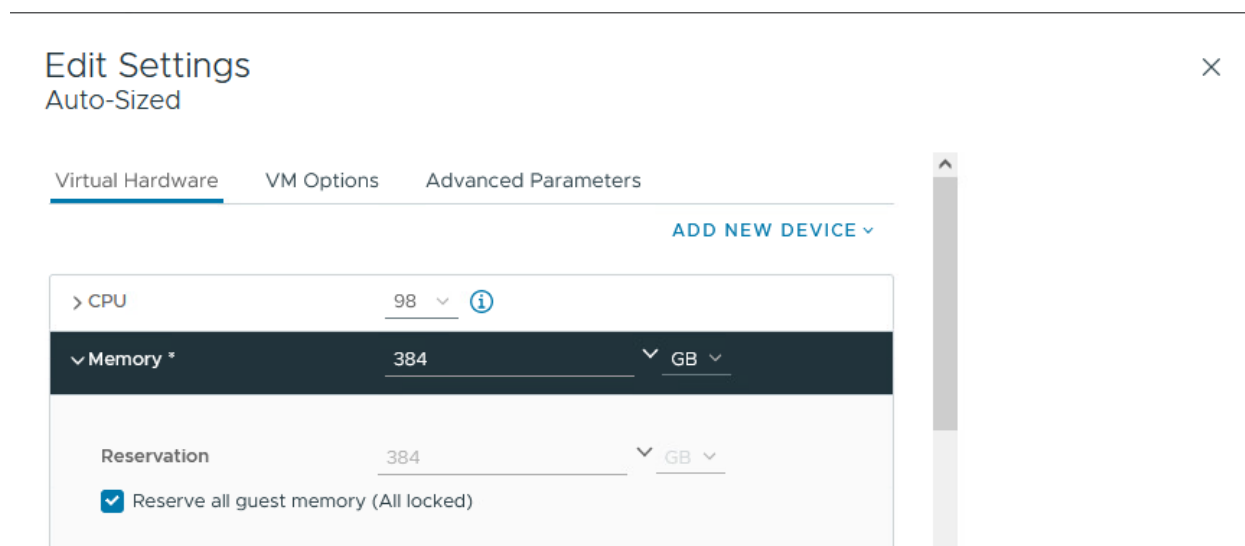 Edit Settings
Auto-Sized
Virtual Hardware VM Options Advanced Parameters
ADD NEW DEVICE
CPU 98
Memory * 384 GB
Reservation 384 GB
Reserve all guest memory (All locked)